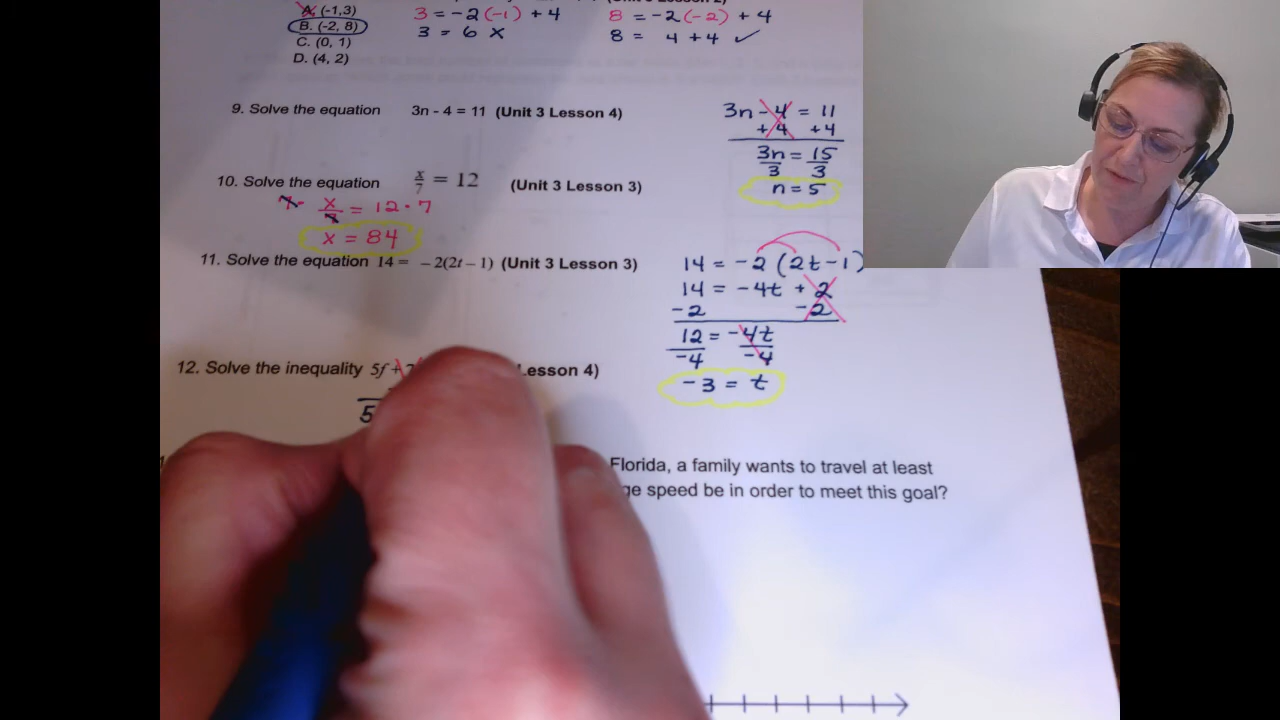 A. (-1,3)
3 = -2(-1) + 4
8 = -2(-2) + 4
B. (-2, 8)
3 = 6 x
8 = 4 + 4 ✓
C. (0, 1)
D. (4, 2)
9. Solve the equation 3n - 4 = 11 (Unit 3 Lesson 4)
3n - 4 = 11
+4 +4
3n = 15
3 3
n = 5
10. Solve the equation x/7 = 12 (Unit 3 Lesson 3)
7 · x/7 = 12 · 7
x = 84
11. Solve the equation 14 = -2(2t - 1) (Unit 3 Lesson 3)
14 = -2(2t - 1)
14 = -4t + 2
-2 -2
12 = -4t
-4 -4
-3 = t
12. Solve the inequality 5f + esson 4)
5
Florida, a family wants to travel at least
speed be in order to meet this goal?